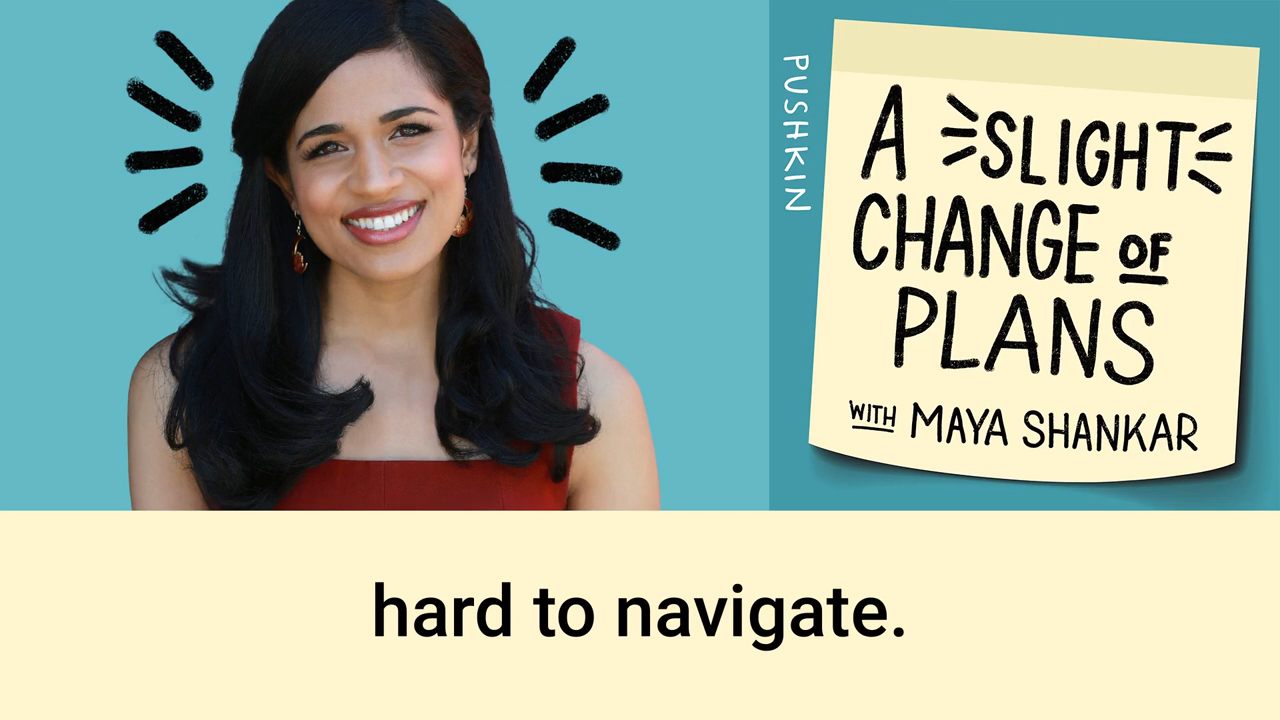 PUSHKIN
A SLIGHT
CHANGE OF
PLANS
WITH MAYA SHANKAR
hard to navigate.